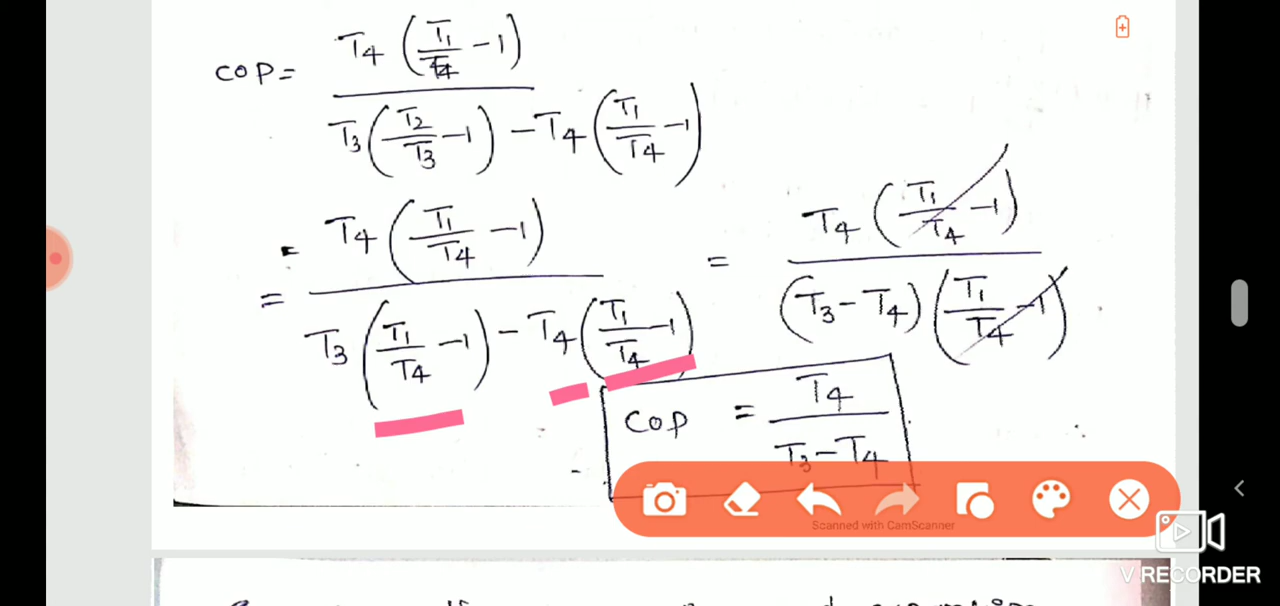 COP = T4 (T1/T4 - 1) / T3 (T2/T3 - 1) - T4 (T1/T4 - 1)
= T4 (T1/T4 - 1) / T3 (T1/T4 - 1) - T4 (T1/T4 - 1)
= T4 (T1/T4 - 1) / (T3 - T4) (T1/T4 - 1)
COP = T4 / T3 - T4
Scanned with CamScanner
V RECORDER